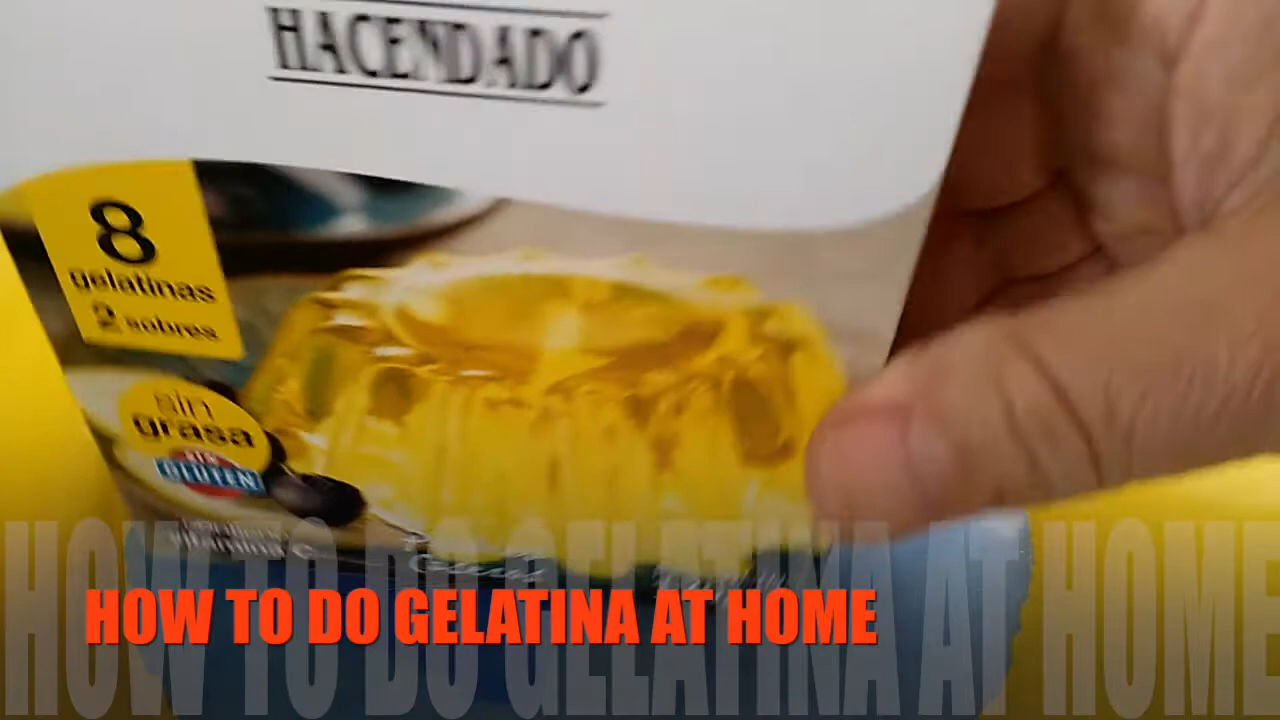 HACENDADO
8
gelatinas
2 sobres
sin
grasa
SIN
GLUTEN
HOW TO DO GELATINA AT HOME
HOW TO DO GELATINA AT HOME